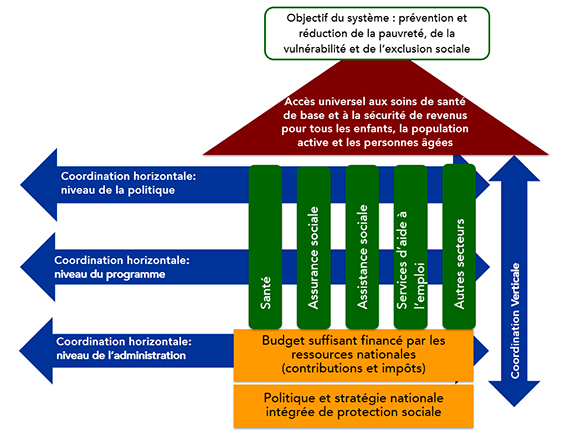 Objectif du système : prévention et
réduction de la pauvreté, de la
vulnérabilité et de l'exclusion sociale
Accès universel aux soins de santé
de base et à la sécurité de revenus
pour tous les enfants, la population
active et les personnes âgées
Coordination horizontale:
niveau de la politique
Coordination horizontale:
niveau du programme
Coordination horizontale:
niveau de l'administration
Santé
Assurance sociale
Assistance sociale
Services d'aide à
l'emploi
Autres secteurs
Coordination Verticale
Budget suffisant financé par les
ressources nationales
(contributions et impôts)
Politique et stratégie nationale
intégrée de protection sociale